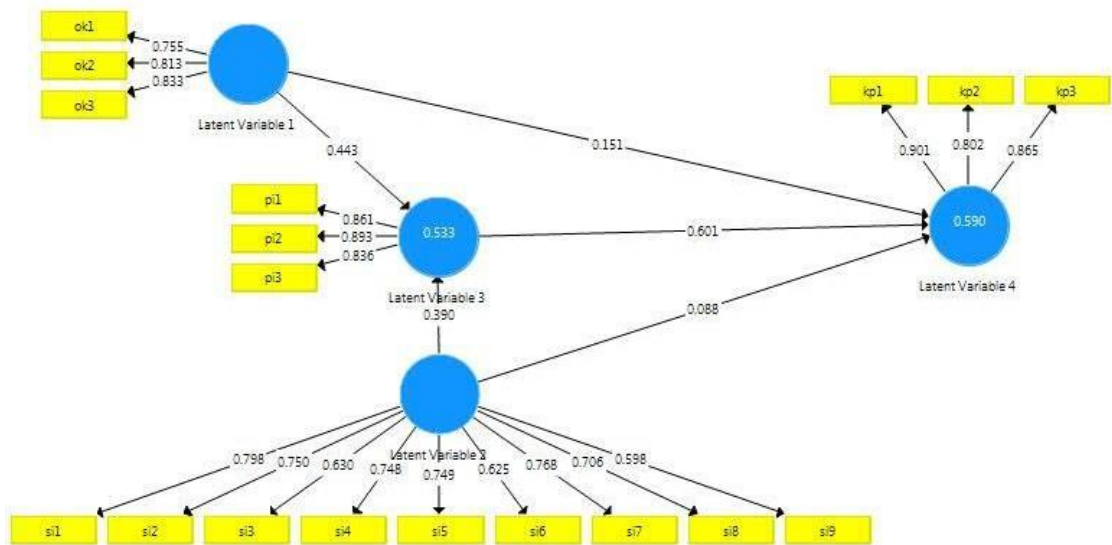 ok1
0.755
ok2
0.813
ok3
0.833
Latent Variable 1
kp1
kp2
kp3
0.901
0.802
0.865
0.443
0.151
pi1
0.861
pi2
0.893
pi3
0.836
0.533
0.601
0.590
Latent Variable 3
Latent Variable 4
0.390
0.088
Latent Variable 2
0.798
0.750
0.630
0.748
0.749
0.625
0.768
0.706
0.598
si1
si2
si3
si4
si5
si6
si7
si8
si9